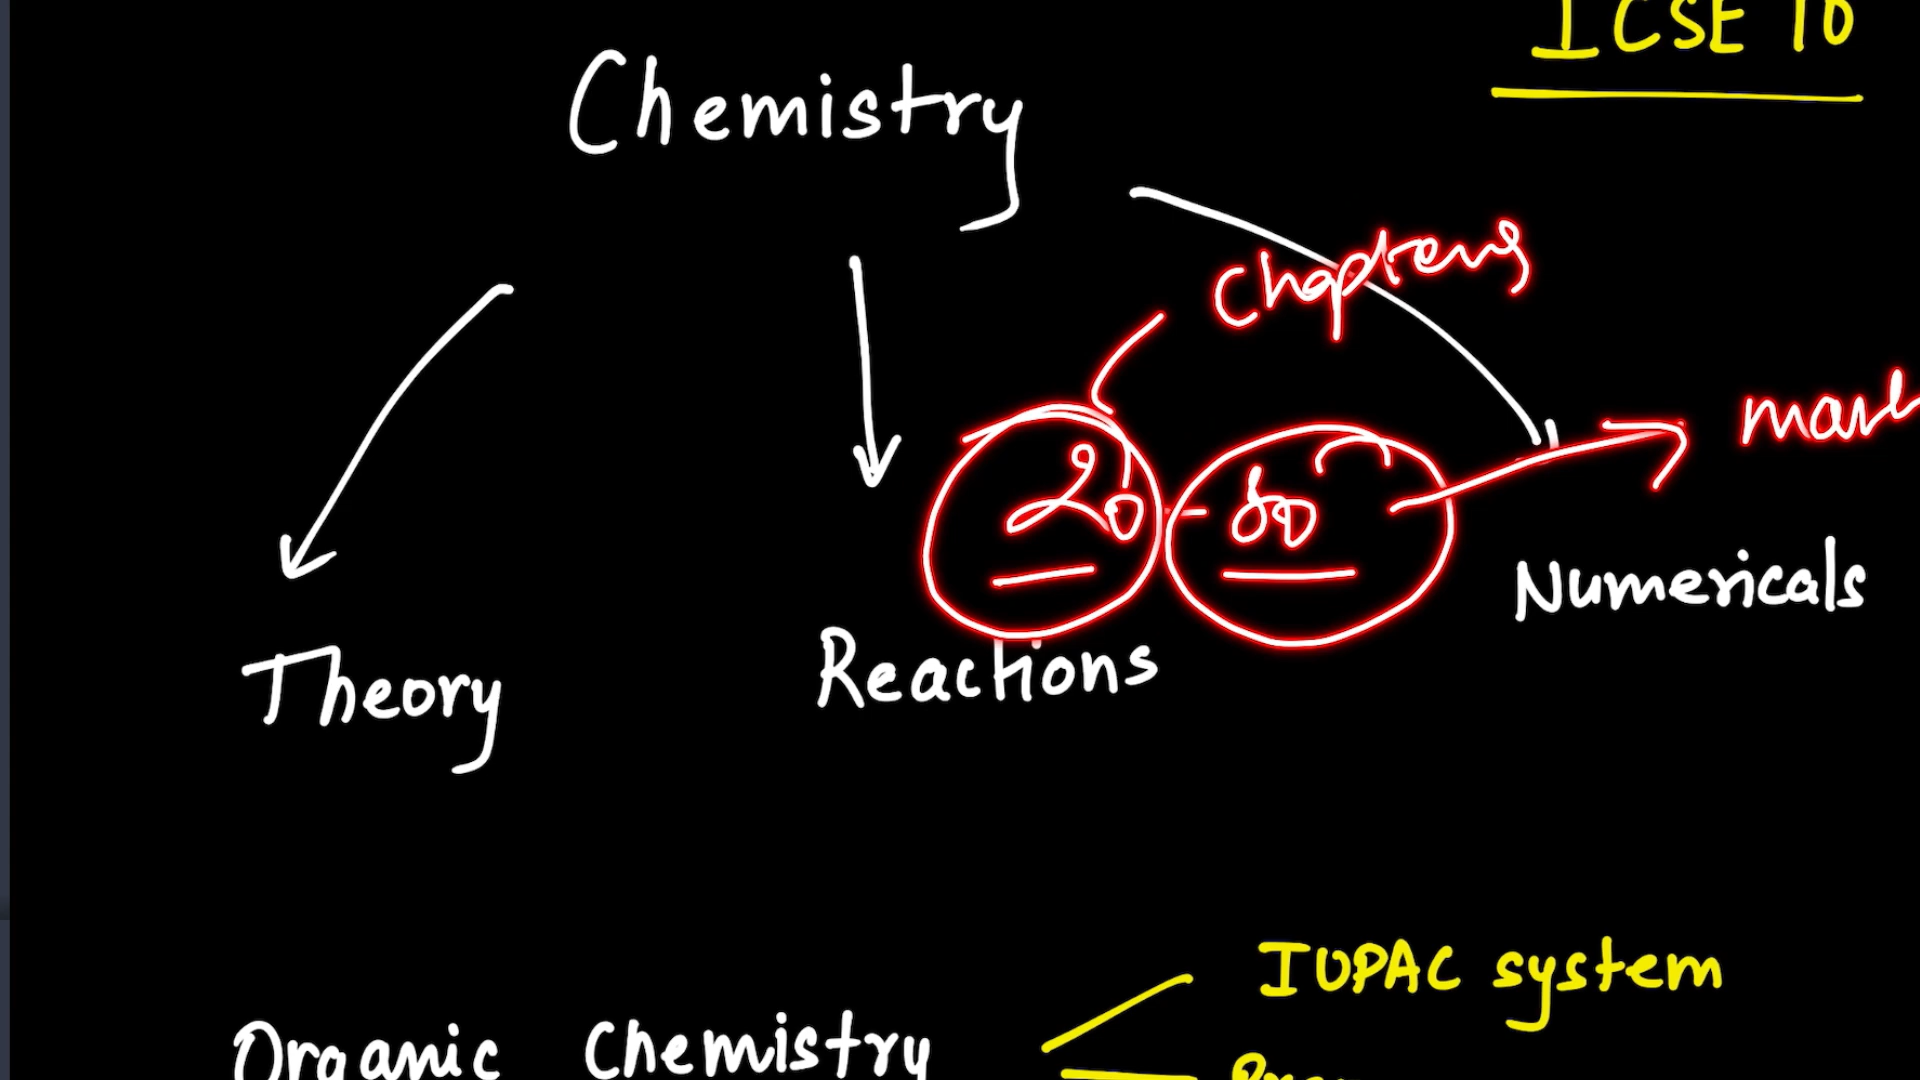 ICSE 10
Chemistry
Chapters
20 - 80
Numericals
Theory
Reactions
IUPAC system
Organic Chemistry